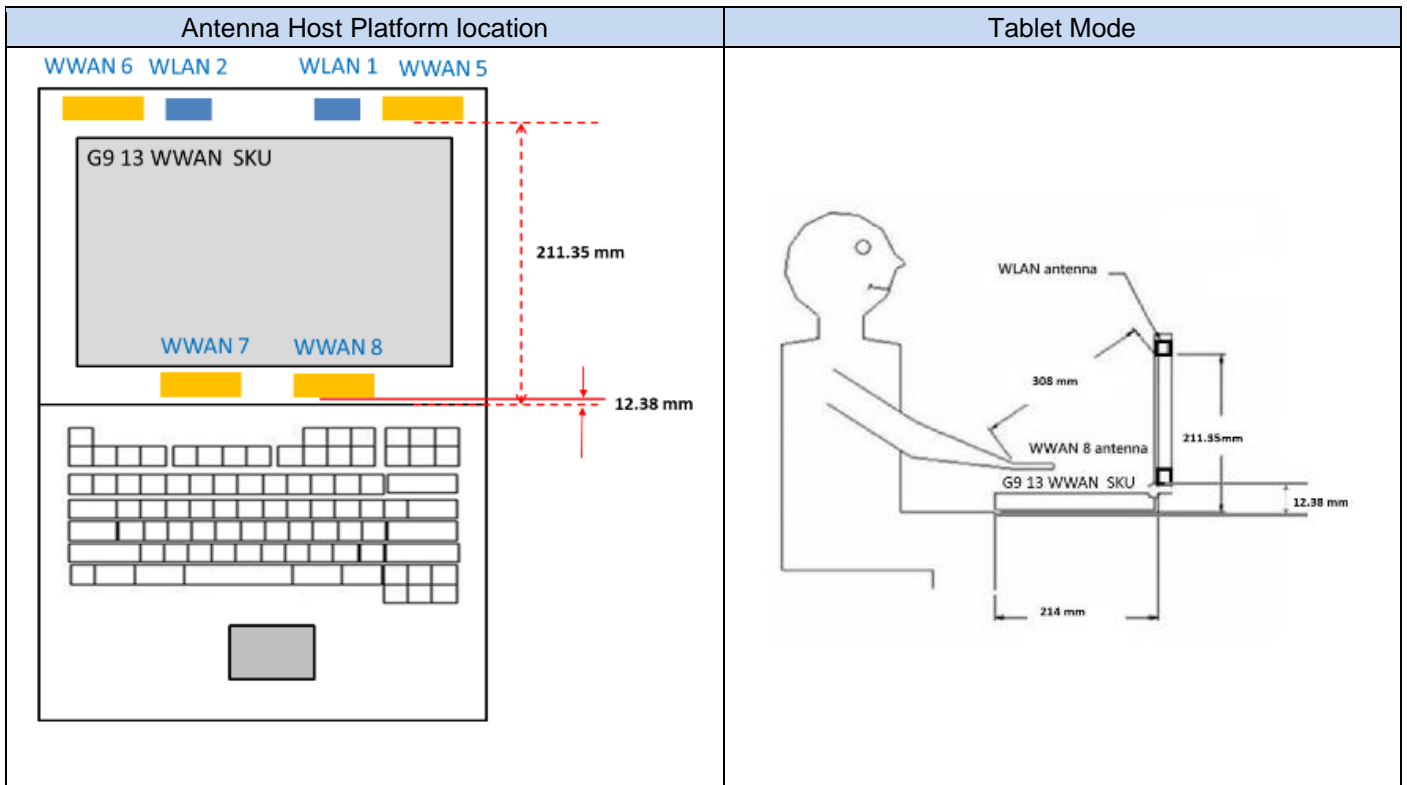 Antenna Host Platform location
Tablet Mode
WWAN 6 WLAN 2 WLAN 1 WWAN 5
G9 13 WWAN SKU
211.35 mm
WWAN 7 WWAN 8
12.38 mm
WLAN antenna
308 mm
WWAN 8 antenna
211.35mm
G9 13 WWAN SKU
12.38 mm
214 mm